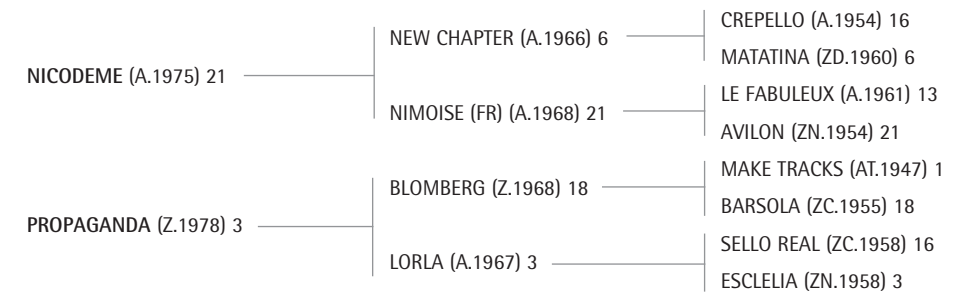 NICODEME (A.1975) 21
NEW CHAPTER (A.1966) 6
CREPELLO (A.1954) 16
MATATINA (ZD.1960) 6
NIMOISE (FR) (A.1968) 21
LE FABULEUX (A.1961) 13
AVILON (ZN.1954) 21
PROPAGANDA (Z.1978) 3
BLOMBERG (Z.1968) 18
MAKE TRACKS (AT.1947) 1
BARSOLA (ZC.1955) 18
LORLA (A.1967) 3
SELLO REAL (ZC.1958) 16
ESCLELIA (ZN.1958) 3